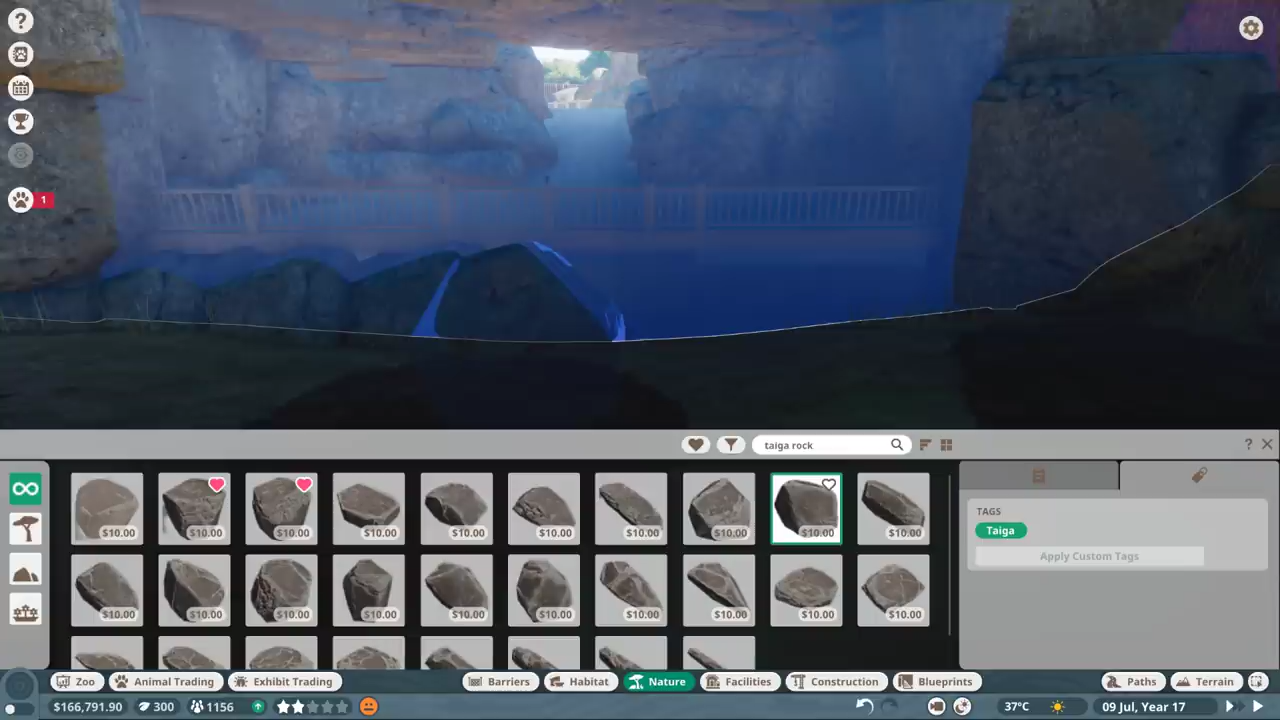 ?
1
taiga rock
?
$10.00 $10.00 $10.00 $10.00 $10.00 $10.00 $10.00 $10.00 $10.00 $10.00
TAGS
Taiga
Apply Custom Tags
$10.00 $10.00 $10.00 $10.00 $10.00 $10.00 $10.00 $10.00 $10.00 $10.00
Zoo Animal Trading Exhibit Trading Barriers Habitat Nature Facilities Construction Blueprints Paths Terrain
$166,791.90 300 1156 37°C 09 Jul, Year 17